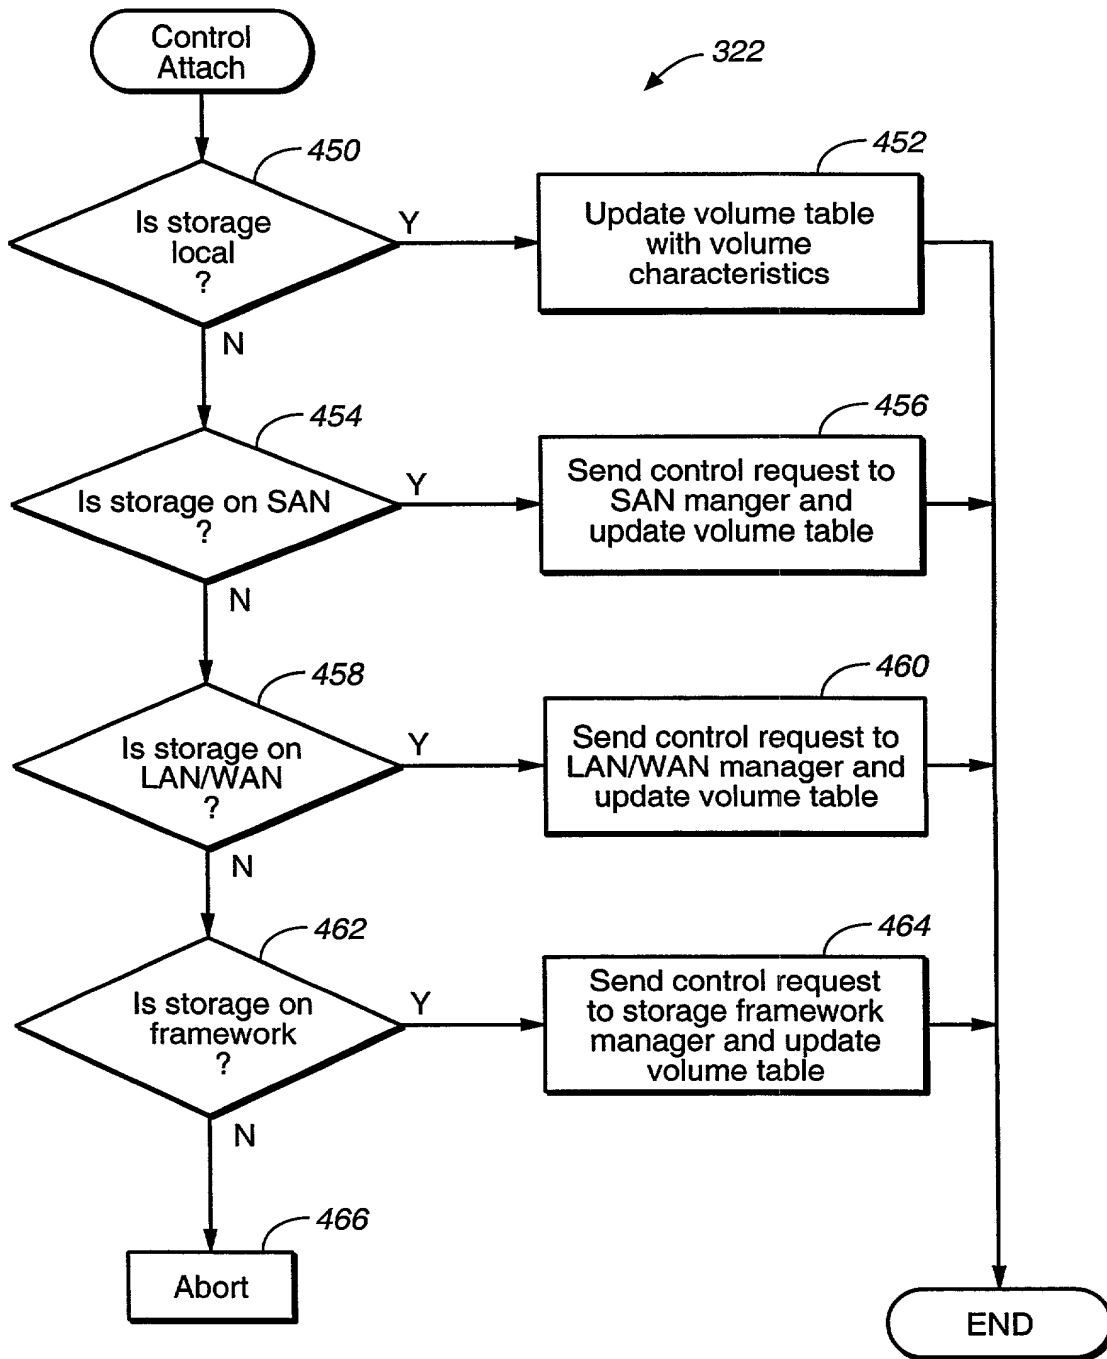 Control
Attach
322
450
Is storage
local
?
Y
N
452
Update volume table
with volume
characteristics
454
Is storage on SAN
?
Y
N
456
Send control request to
SAN manger and
update volume table
458
Is storage on
LAN/WAN
?
Y
N
460
Send control request to
LAN/WAN manager and
update volume table
462
Is storage on
framework
?
Y
N
464
Send control request
to storage framework
manager and update
volume table
466
Abort
END